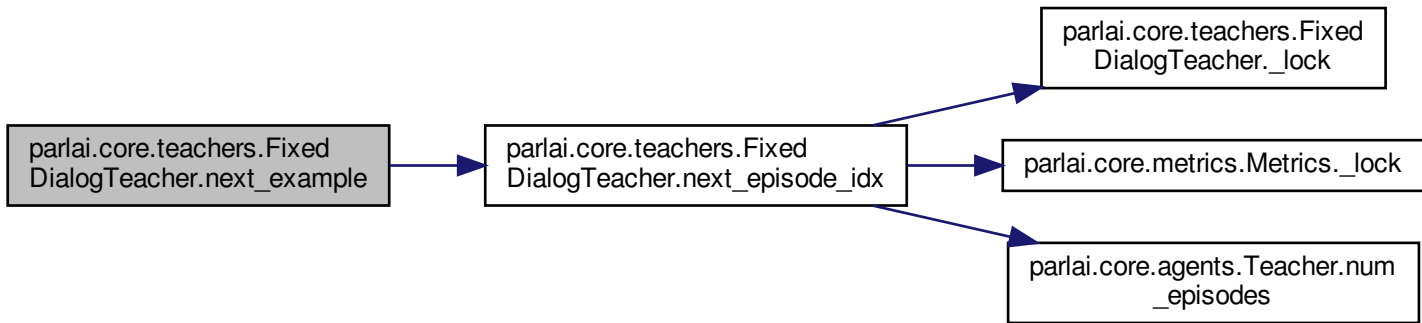 parlai.core.teachers.Fixed
DialogTeacher.next_example
parlai.core.teachers.Fixed
DialogTeacher.next_episode_idx
parlai.core.teachers.Fixed
DialogTeacher._lock
parlai.core.metrics.Metrics._lock
parlai.core.agents.Teacher.num
_episodes